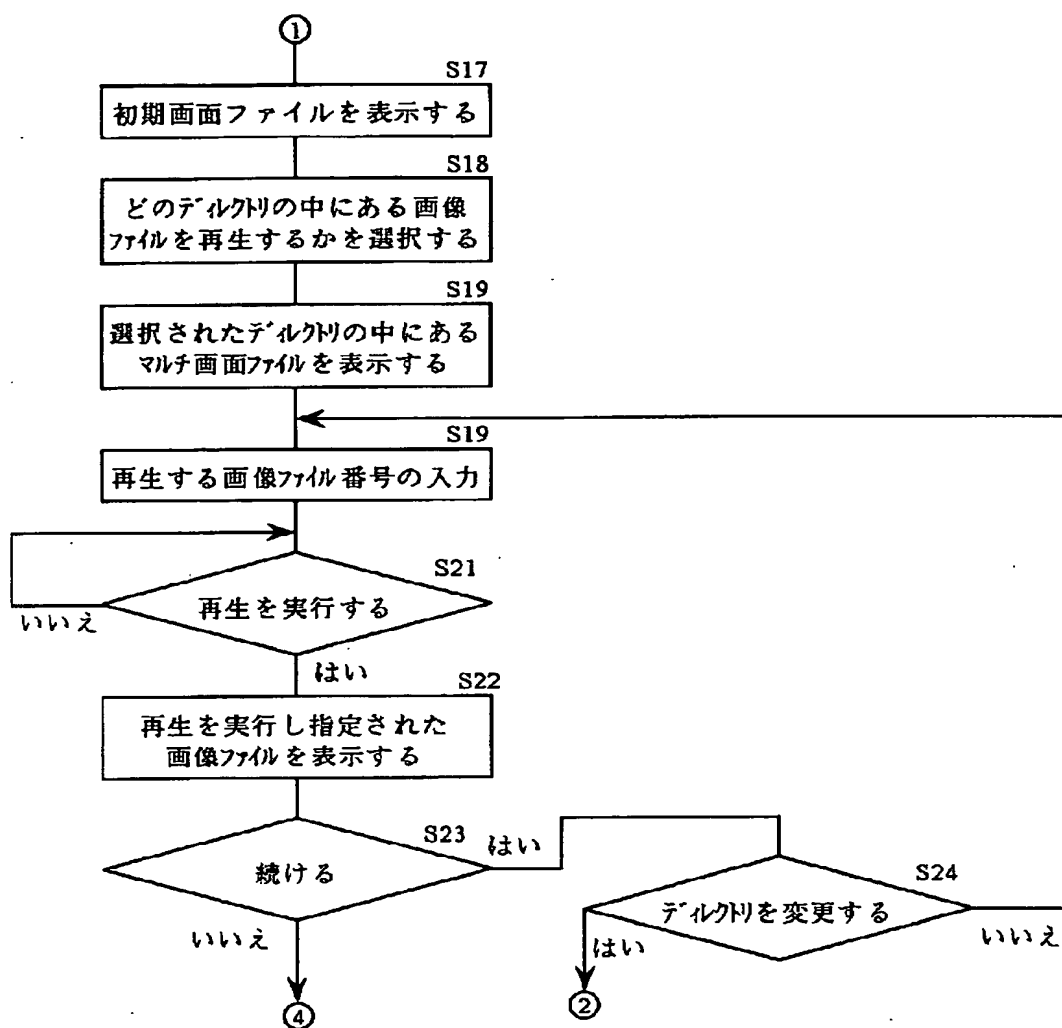 ①
S17
初期画面ファイルを表示する
S18
どのディレクトリの中にある画像
ファイルを再生するかを選択する
S19
選択されたディレクトリの中にある
マルチ画面ファイルを表示する
S19
再生する画像ファイル番号の入力
S21
再生を実行する
いいえ
はい
S22
再生を実行し指定された
画像ファイルを表示する
S23
続ける
はい
いいえ
④
S24
ディレクトリを変更する
はい
いいえ
②